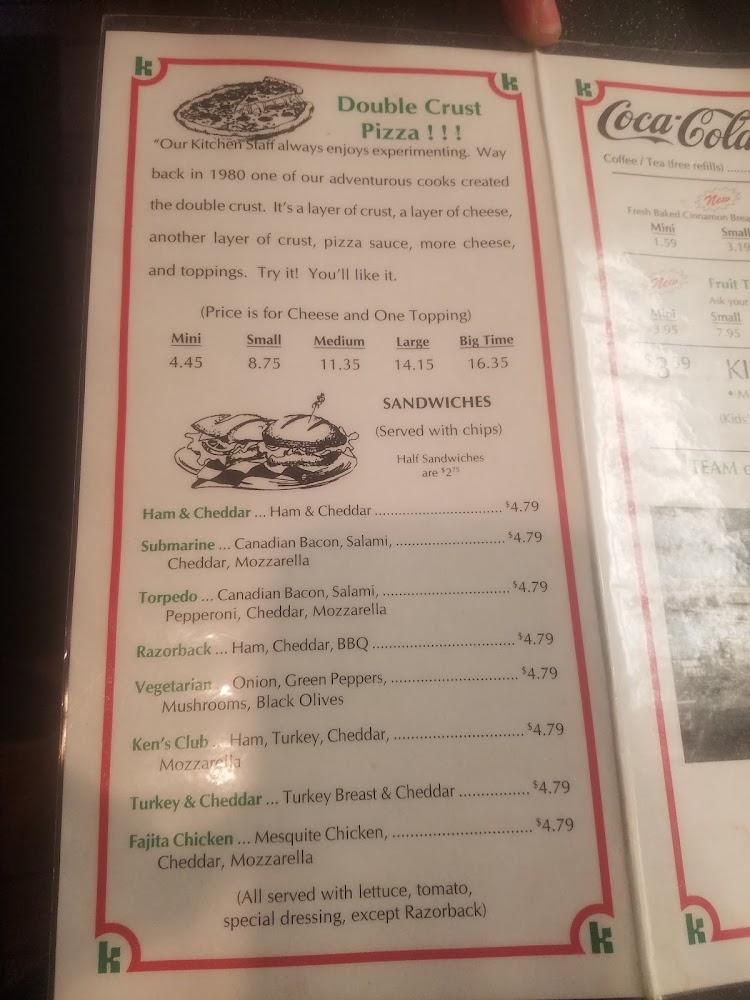 k
k
k
Double Crust
Pizza ! ! !
"Our Kitchen Staff always enjoys experimenting. Way
back in 1980 one of our adventurous cooks created
the double crust. It's a layer of crust, a layer of cheese,
another layer of crust, pizza sauce, more cheese,
and toppings. Try it! You'll like it.
(Price is for Cheese and One Topping)
Mini Small Medium Large Big Time
4.45 8.75 11.35 14.15 16.35
SANDWICHES
(Served with chips)
Half Sandwiches
are $2.75
Ham & Cheddar ... Ham & Cheddar ............................. $4.79
Submarine ... Canadian Bacon, Salami, ......................... $4.79
Cheddar, Mozzarella
Torpedo ... Canadian Bacon, Salami, ............................. $4.79
Pepperoni, Cheddar, Mozzarella
Razorback ... Ham, Cheddar, BBQ ................................. $4.79
Vegetarian ... Onion, Green Peppers, ............................. $4.79
Mushrooms, Black Olives
Ken's Club ... Ham, Turkey, Cheddar, .............................. $4.79
Mozzarella
Turkey & Cheddar ... Turkey Breast & Cheddar ................ $4.79
Fajita Chicken ... Mesquite Chicken, ................................ $4.79
Cheddar, Mozzarella
(All served with lettuce, tomato,
special dressing, except Razorback)
k
k
Coca-Cola
Coffee / Tea (free refills) ......
New
Fresh Baked Cinnamon
Mini Small
1.59 3.19
New
Fruit
Ask your
Mini Small
3.95 7.95
(Kids'
TEAM
k